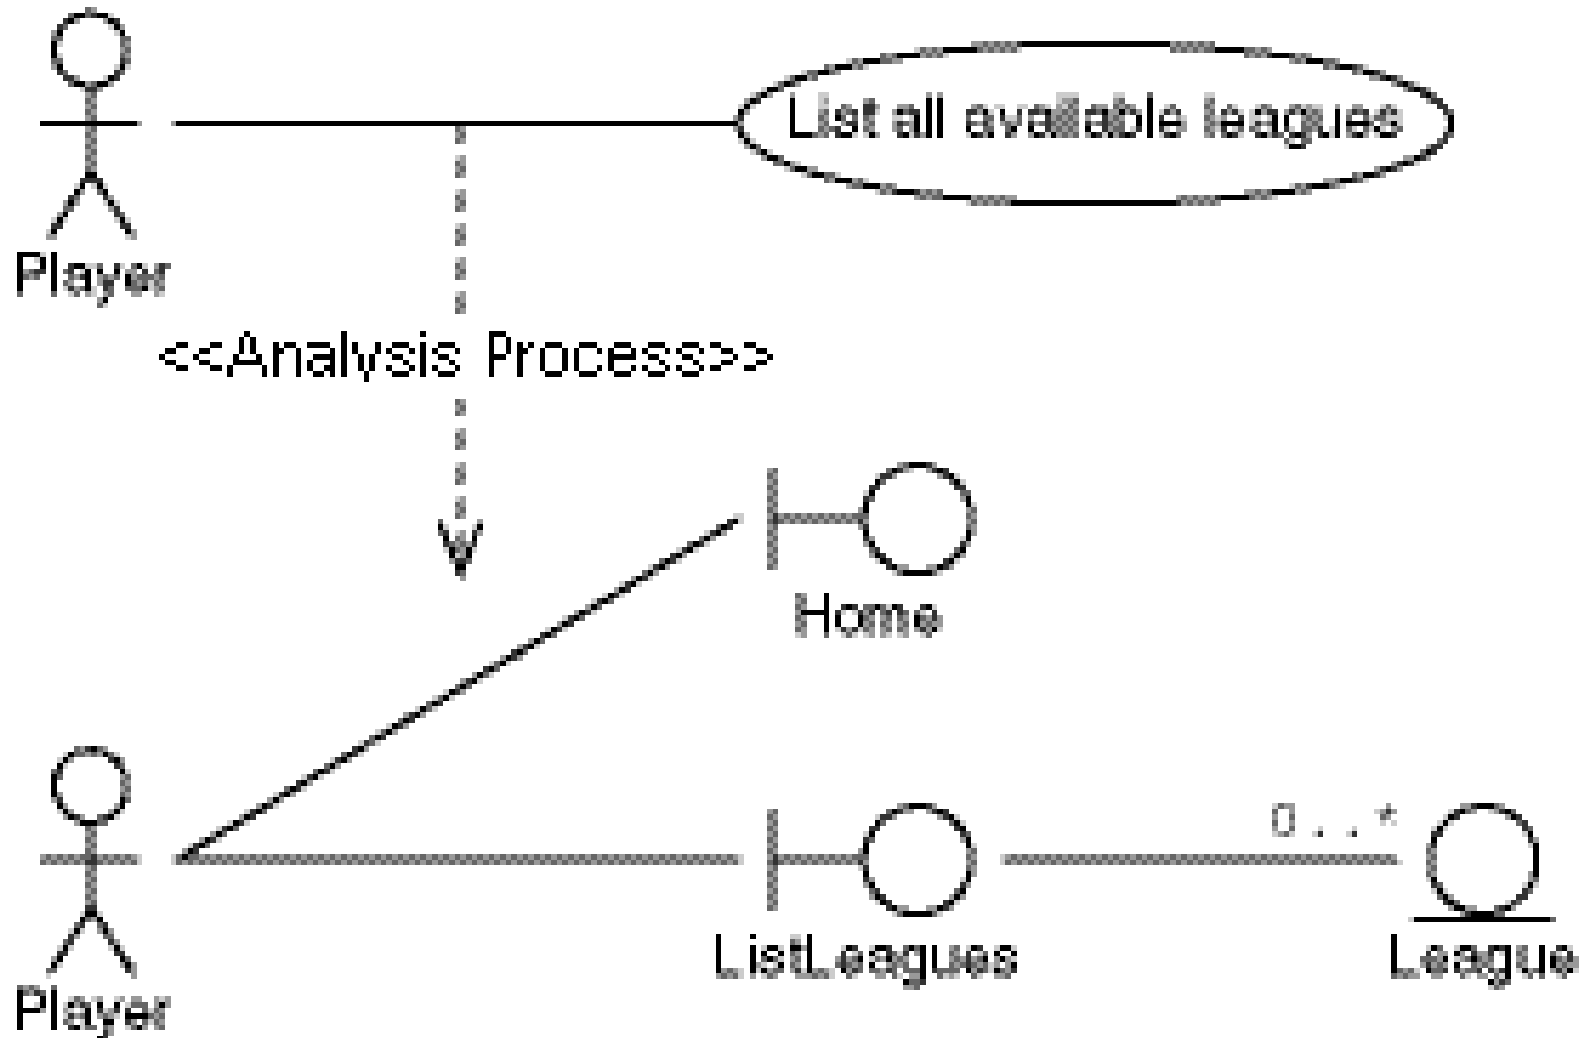 List all available leagues
Player
<<Analysis Process>>
Home
0..*
ListLeagues
League
Player